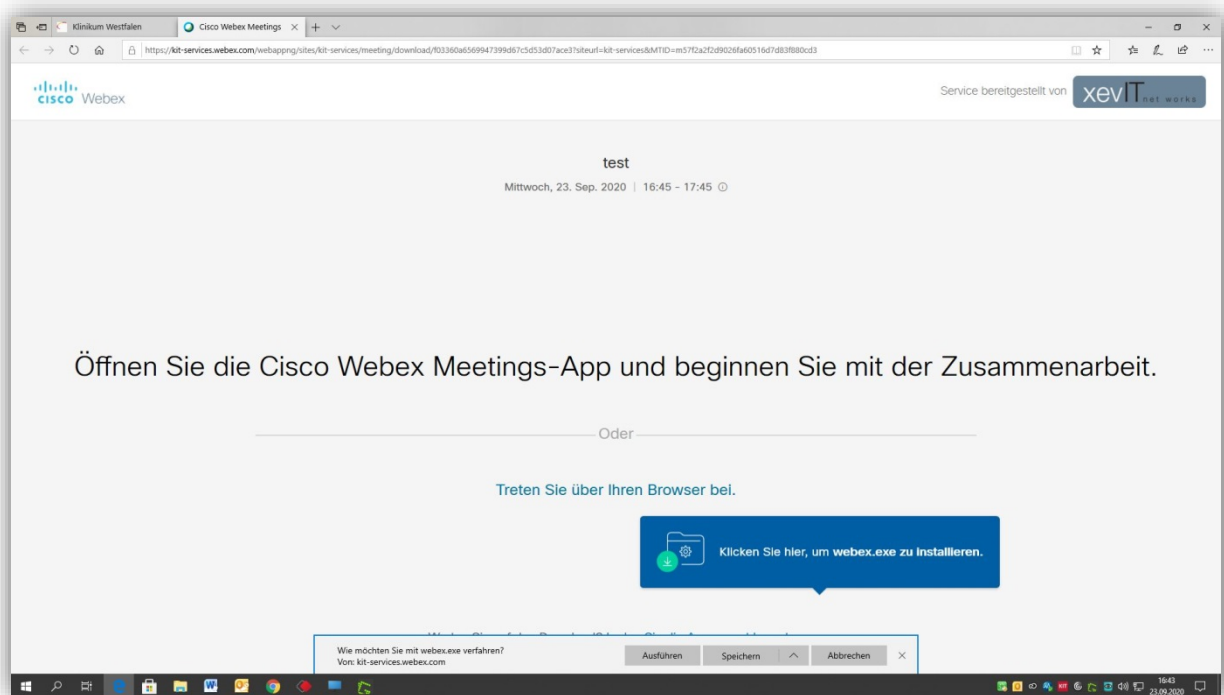 Klinikum Westfalen
Cisco Webex Meetings
https://kit-services.webex.com/webappng/sites/kit-services/meeting/download/f03360a6569947399d67c5d53d07ace3?siteurl=kit-services&MTID=m57f2a2f2d9026fa60516d7d83f880cd3
cisco Webex
Service bereitgestellt von
xevIT net works
test
Mittwoch, 23. Sep. 2020 | 16:45 - 17:45
Öffnen Sie die Cisco Webex Meetings-App und beginnen Sie mit der Zusammenarbeit.
Oder
Treten Sie über Ihren Browser bei.
Klicken Sie hier, um webex.exe zu installieren.
Wie möchten Sie mit webex.exe verfahren?
Von: kit-services.webex.com
Ausführen
Speichern
Abbrechen
16:43
23.09.2020